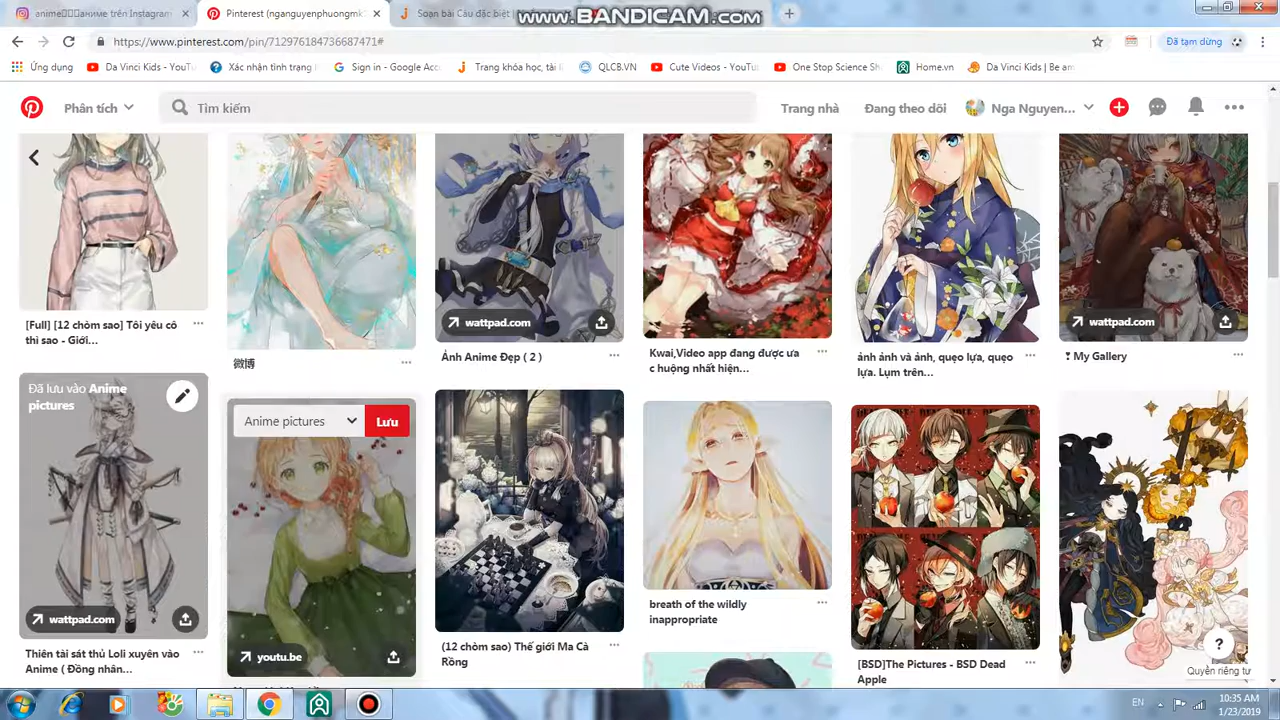 anime аниме trên Instagram
Pinterest (nganguyenphuongmk
Soạn bài Câu đặc biệt
www.BANDICAM.com
https://www.pinterest.com/pin/712976184736687471#
Đã tạm dừng
Ứng dụng
Da Vinci Kids - YouTu
Xác nhận tình trạng
Sign in - Google Acc
Trang khóa học, tài li
QLCB.VN
Cute Videos - YouTu
One Stop Science Sh
Home.vn
Da Vinci Kids | Be am
Phân tích
Tìm kiếm
Trang nhà
Đang theo dõi
Nga Nguyen...
wattpad.com
wattpad.com
[Full] [12 chòm sao] Tôi yêu cô
thì sao - Giới...
微博
Ảnh Anime Đẹp ( 2 )
Kwai,Video app đang được ưa
c huộng nhất hiện...
ảnh ảnh và ảnh, quẹo lựa, quẹo
lựa. Lụm trên...
❢ My Gallery
Đã lưu vào Anime
pictures
wattpad.com
Thiên tài sát thủ Loli xuyên vào
Anime ( Đồng nhân...
Anime pictures
Lưu
youtu.be
(12 chòm sao) Thế giới Ma Cà
Rồng
breath of the wildly
inappropriate
[BSD]The Pictures - BSD Dead
Apple
?
Quyền riêng tư
EN
10:35 AM
1/23/2019